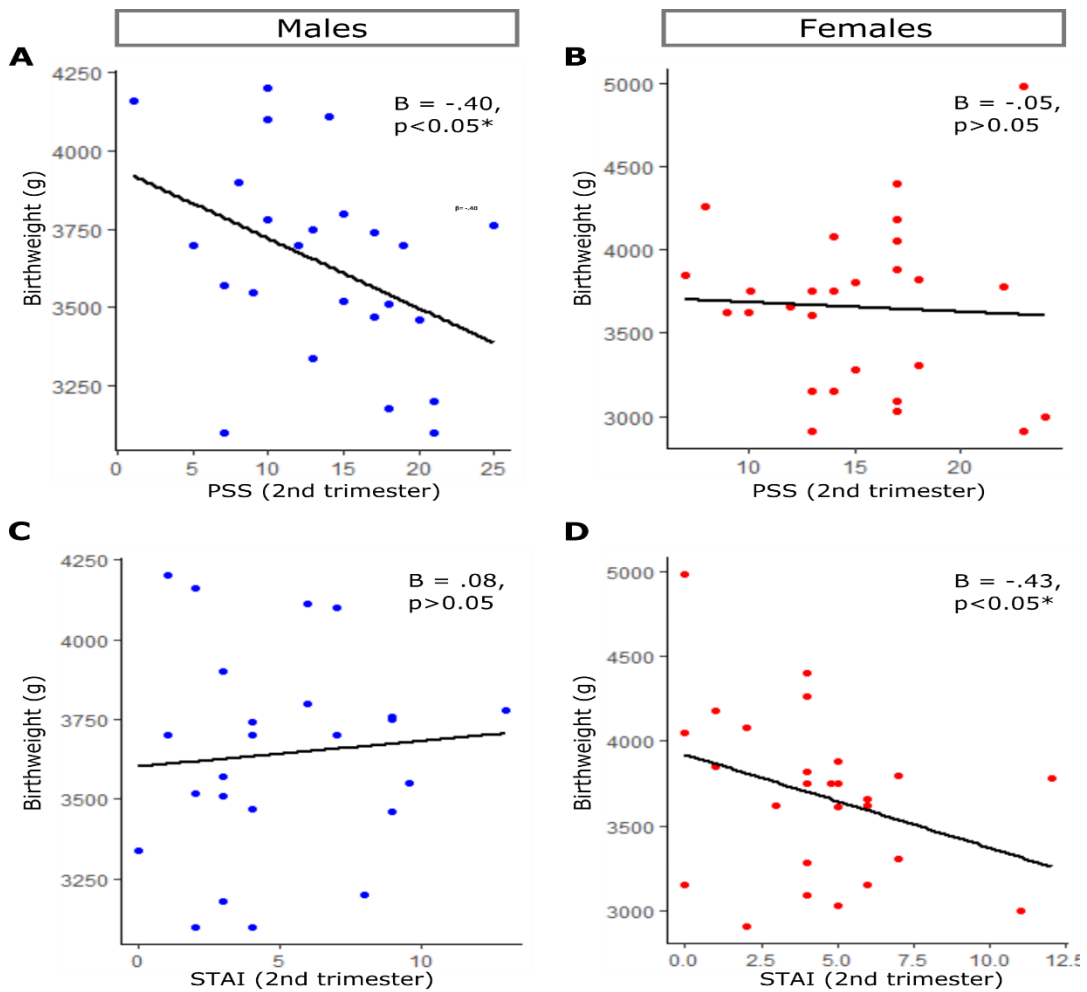 Males
Females
A
B = -.40,
p<0.05*
β= -.40
4250
4000
3750
3500
3250
Birthweight (g)
0
5
10
15
20
25
PSS (2nd trimester)
B
B = -.05,
p>0.05
5000
4500
4000
3500
3000
Birthweight (g)
10
15
20
PSS (2nd trimester)
C
B = .08,
p>0.05
4250
4000
3750
3500
3250
Birthweight (g)
0
5
10
STAI (2nd trimester)
D
B = -.43,
p<0.05*
5000
4500
4000
3500
3000
Birthweight (g)
0.0
2.5
5.0
7.5
10.0
12.5
STAI (2nd trimester)